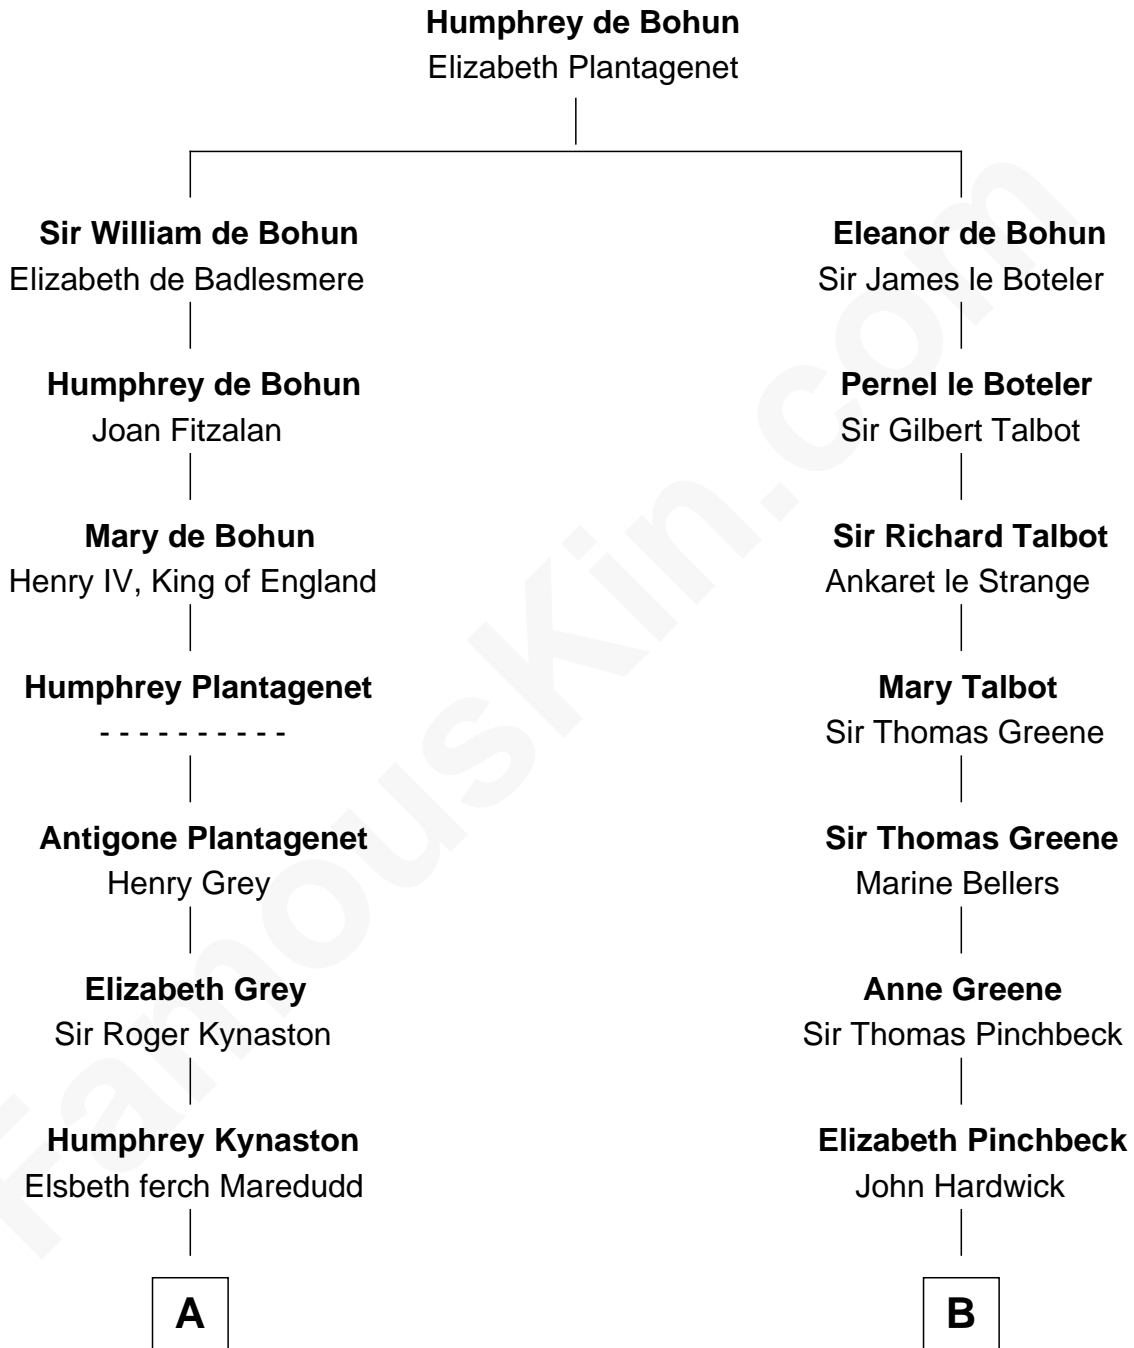 Humphrey de Bohun
Elizabeth Plantagenet
Sir William de Bohun
Elizabeth de Badlesmere
Eleanor de Bohun
Sir James le Boteler
Humphrey de Bohun
Joan Fitzalan
Pernel le Boteler
Sir Gilbert Talbot
Mary de Bohun
Henry IV, King of England
Sir Richard Talbot
Ankaret le Strange
Humphrey Plantagenet
- - - - - - - - - -
Mary Talbot
Sir Thomas Greene
Antigone Plantagenet
Henry Grey
Sir Thomas Greene
Marine Bellers
Elizabeth Grey
Sir Roger Kynaston
Anne Greene
Sir Thomas Pinchbeck
Humphrey Kynaston
Elsbeth ferch Maredudd
Elizabeth Pinchbeck
John Hardwick
A
B
FamousKin.com